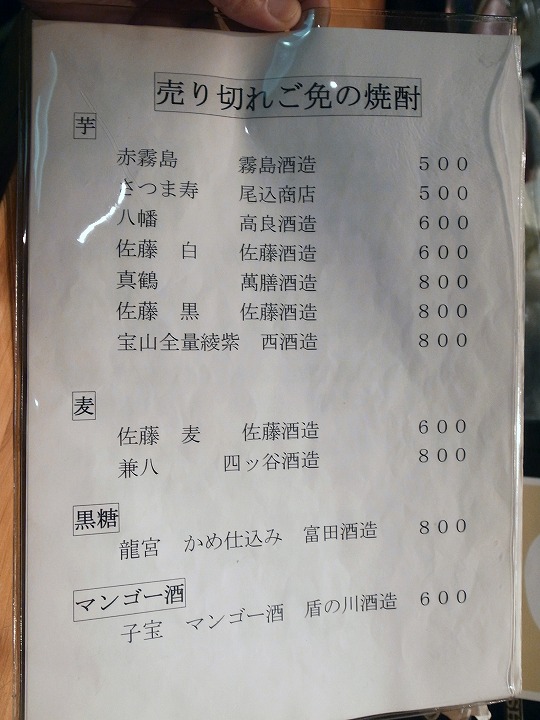 売り切れご免の焼酎
芋
赤霧島 霧島酒造 500
さつま寿 尾込商店 500
八幡 高良酒造 600
佐藤 白 佐藤酒造 600
真鶴 萬膳酒造 800
佐藤 黒 佐藤酒造 800
宝山全量綾紫 西酒造 800
麦
佐藤 麦 佐藤酒造 600
兼八 四ッ谷酒造 800
黒糖
龍宮 かめ仕込み 富田酒造 800
マンゴー酒
子宝 マンゴー酒 盾の川酒造 600